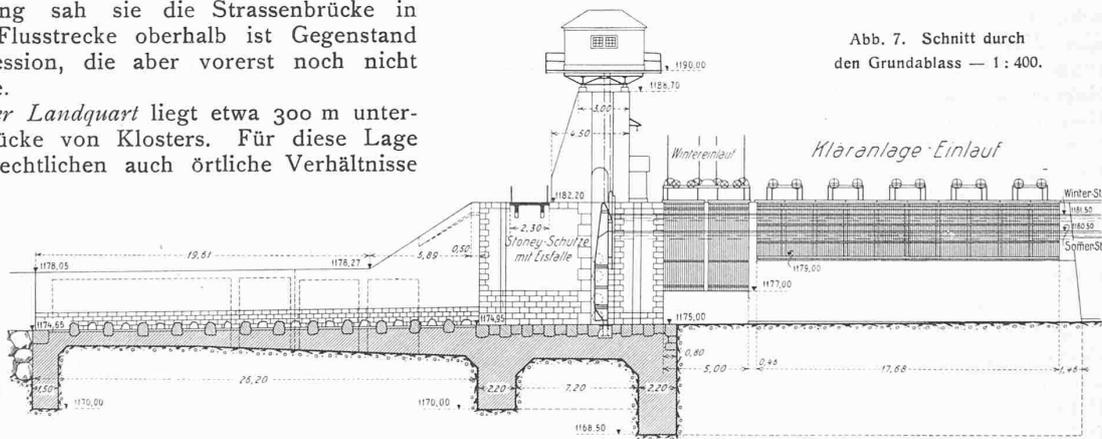 ng sah sie die Strassenbrücke in
Flusstrecke oberhalb ist Gegenstand
ession, die aber vorerst noch nicht
e.
er Landquart liegt etwa 300 m unter-
ücke von Klosters. Für diese Lage
echtlichen auch örtliche Verhältnisse
Abb. 7. Schnitt durch
den Grundablass — 1 : 400.
1190,00
1186,70
3,00
4,50
Wintereinlauf
Kläranlage-Einlauf
1182,20
Winter-St
1181,50
1180,50
Sommer-St
2,30
Stoney-Schütze
mit Eisfalle
0,50
5,89
19,61
1178,05
1178,27
1179,00
1177,00
1174,65
1174,95
1175,00
0,80
5,00
0,46
17,68
1,46
26,20
1,50
2,20
7,20
2,20
1170,00
1170,00
1168,50